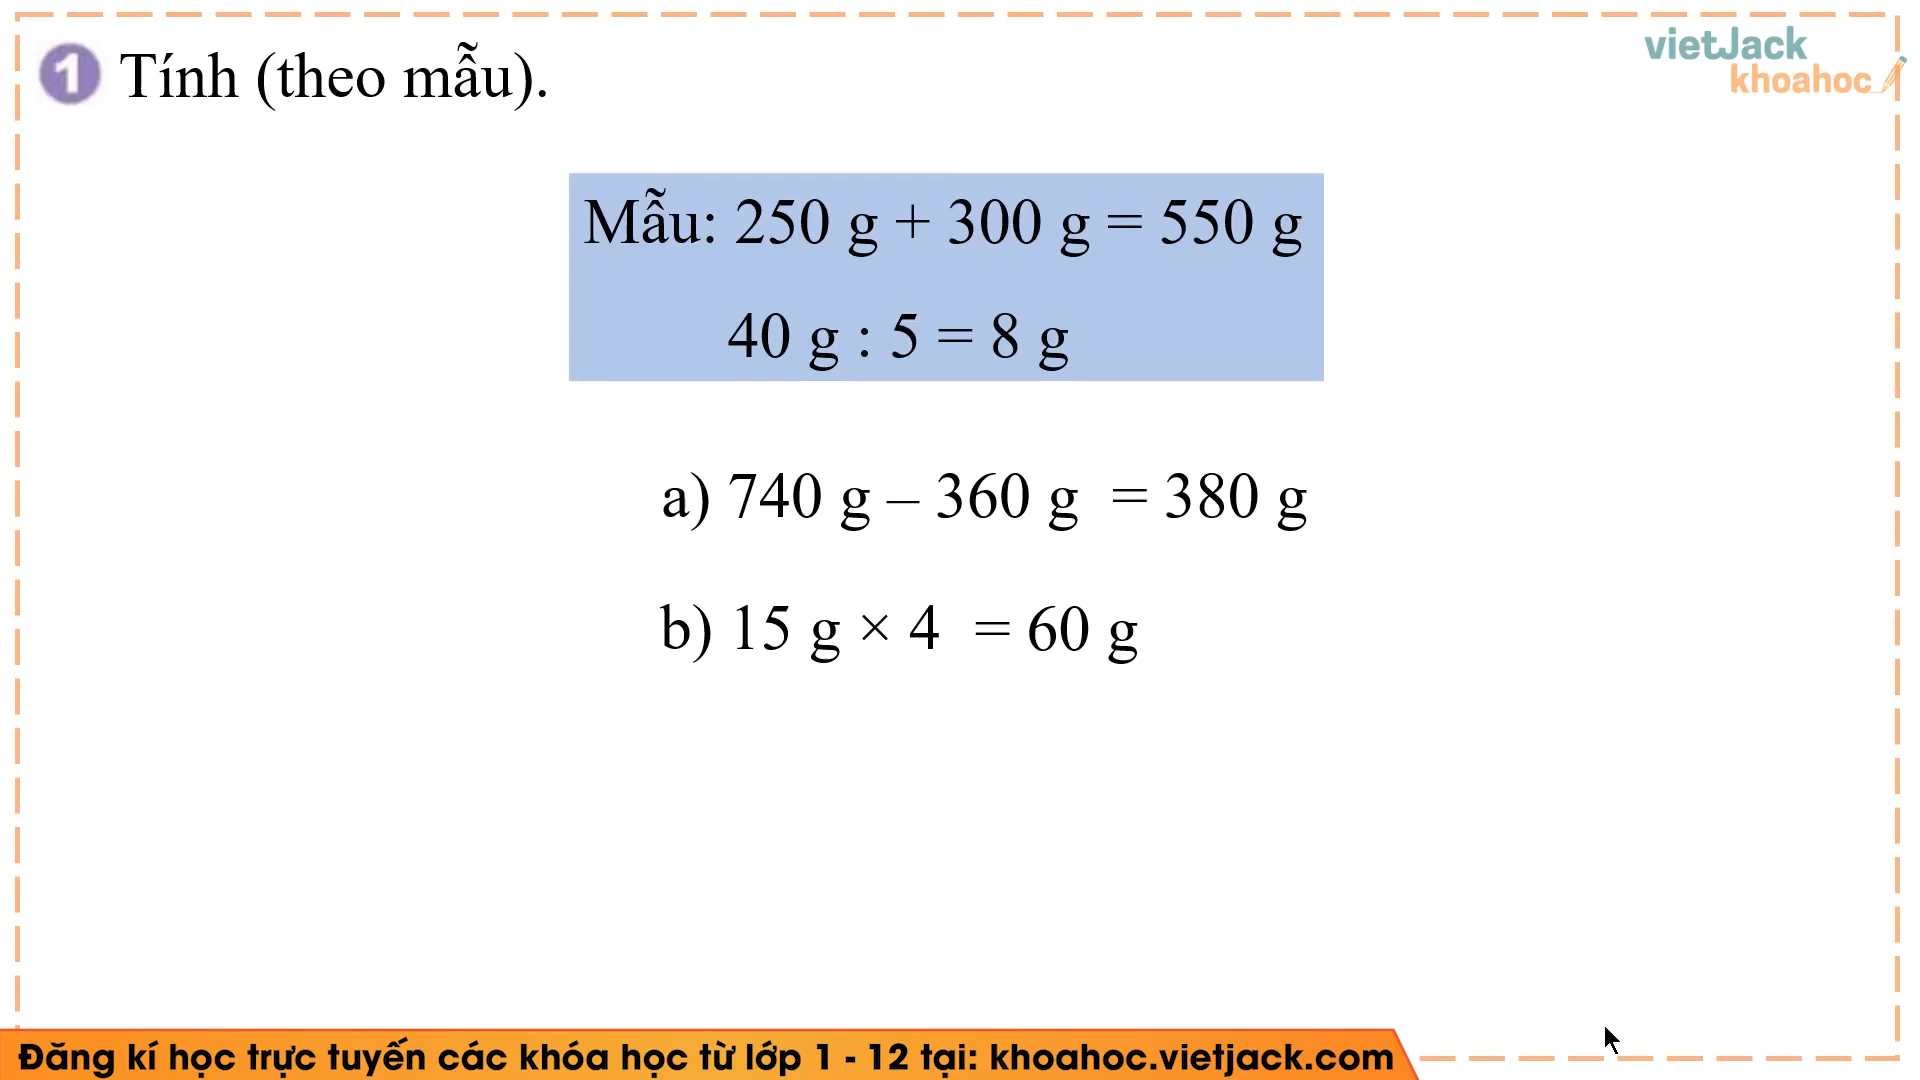 1 Tính (theo mẫu).
vietJack
khoahoc
Mẫu: 250 g + 300 g = 550 g
40 g : 5 = 8 g
a) 740 g – 360 g = 380 g
b) 15 g × 4 = 60 g
Đăng kí học trực tuyến các khóa học từ lớp 1 - 12 tại: khoahoc.vietjack.com